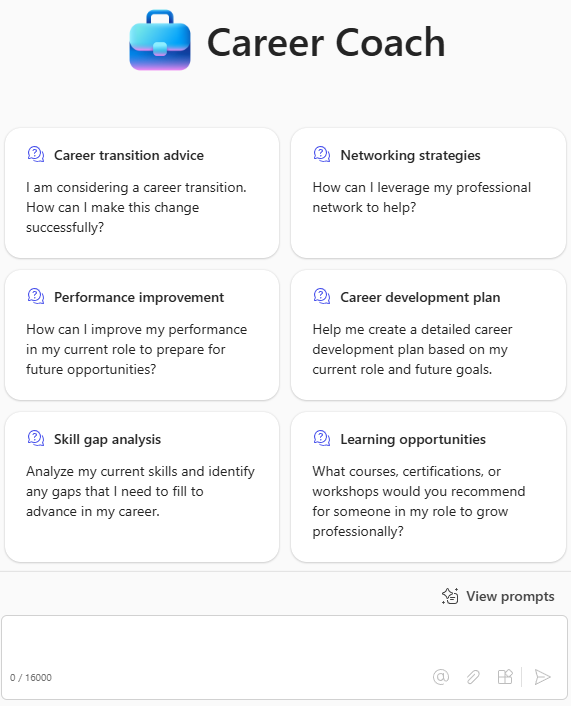 Career Coach
Career transition advice
I am considering a career transition.
How can I make this change
successfully?
Networking strategies
How can I leverage my professional
network to help?
Performance improvement
How can I improve my performance
in my current role to prepare for
future opportunities?
Career development plan
Help me create a detailed career
development plan based on my
current role and future goals.
Skill gap analysis
Analyze my current skills and identify
any gaps that I need to fill to
advance in my career.
Learning opportunities
What courses, certifications, or
workshops would you recommend
for someone in my role to grow
professionally?
View prompts
0 / 16000